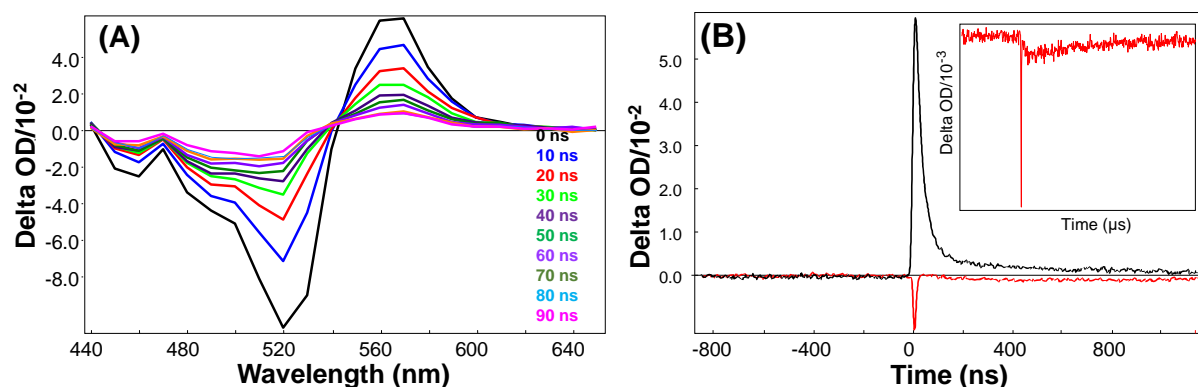 (A)
Delta OD/10-2
4.0
2.0
0.0
-2.0
-4.0
-6.0
-8.0
440
480
520
560
600
640
Wavelength (nm)
0 ns
10 ns
20 ns
30 ns
40 ns
50 ns
60 ns
70 ns
80 ns
90 ns
(B)
Delta OD/10-2
5.0
4.0
3.0
2.0
1.0
0.0
-800
-400
0
400
800
Time (ns)
Delta OD/10-3
Time (µs)